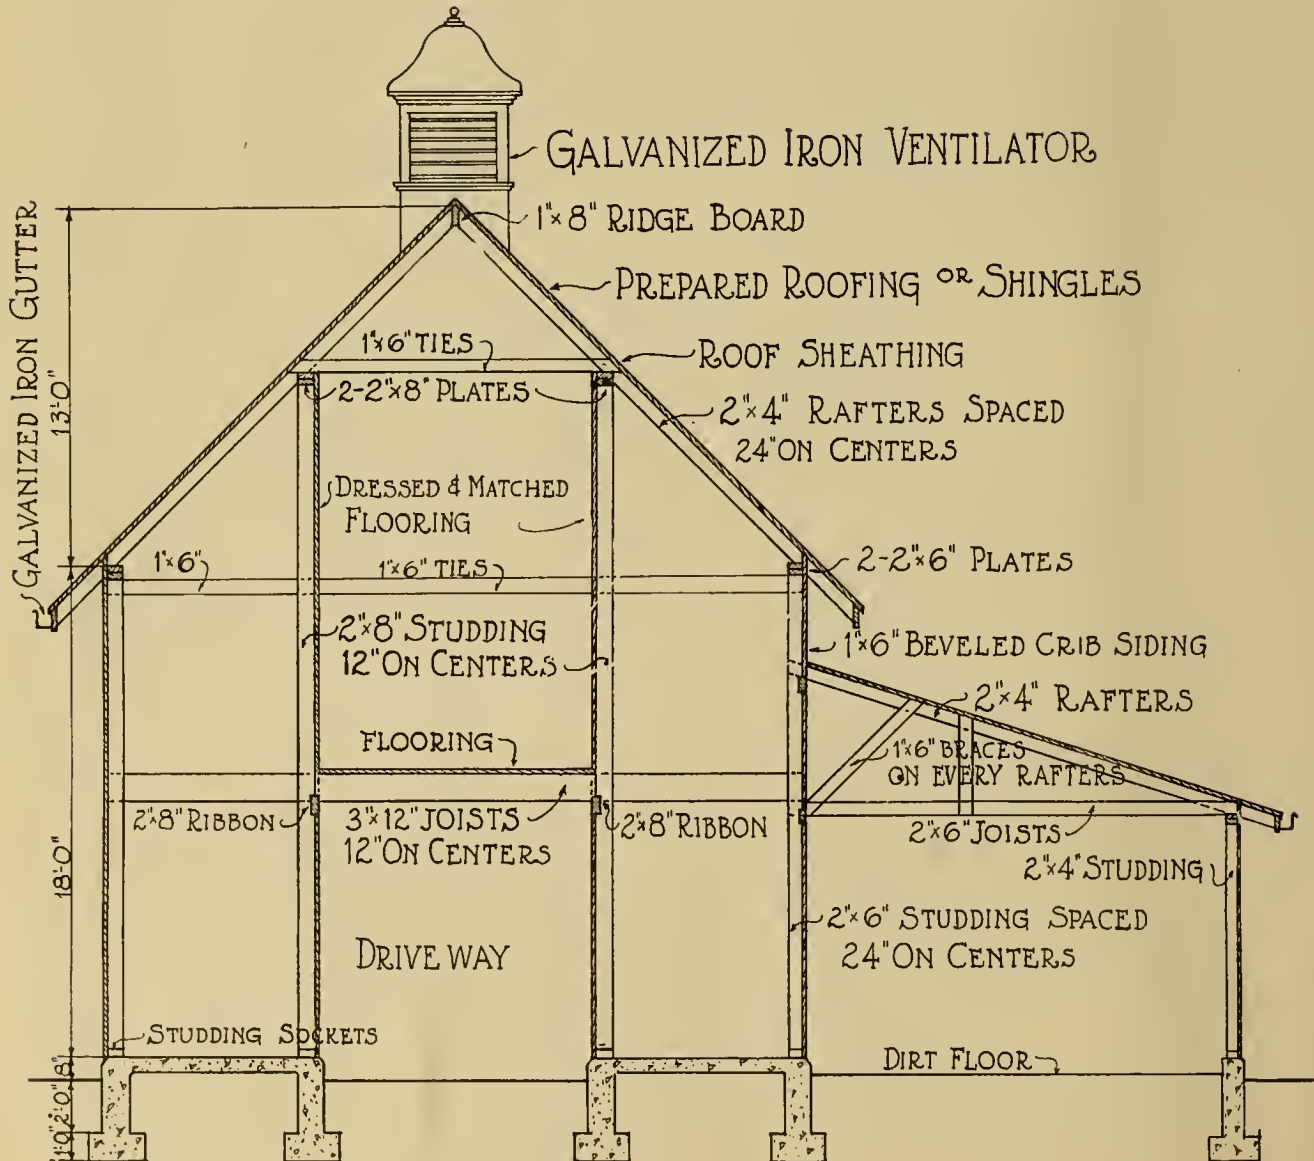 GALVANIZED IRON VENTILATOR
1"×8" RIDGE BOARD
PREPARED ROOFING OR SHINGLES
GALVANIZED IRON GUTTER
13'-0"
1"×6" TIES
ROOF SHEATHING
2-2"×8" PLATES
2"×4" RAFTERS SPACED
24" ON CENTERS
DRESSED & MATCHED
FLOORING
1"×6"
1"×6" TIES
2-2"×6" PLATES
2"×8" STUDDING
12" ON CENTERS
1"×6" BEVELED CRIB SIDING
2"×4" RAFTERS
FLOORING
1"×6" BRACES
ON EVERY RAFTERS
2"×8" RIBBON
3"×12" JOISTS
12" ON CENTERS
2"×8" RIBBON
2"×6" JOISTS
2"×4" STUDDING
18'-0"
DRIVE WAY
2"×6" STUDDING SPACED
24" ON CENTERS
STUDDING SOCKETS
DIRT FLOOR
8"
2'-0"
1'-0"